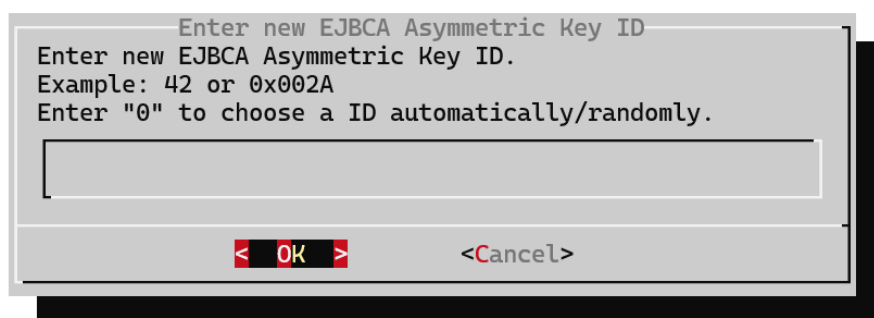 Enter new EJBCA Asymmetric Key ID
Enter new EJBCA Asymmetric Key ID.
Example: 42 or 0x002A
Enter "0" to choose a ID automatically/randomly.
< OK > <Cancel>